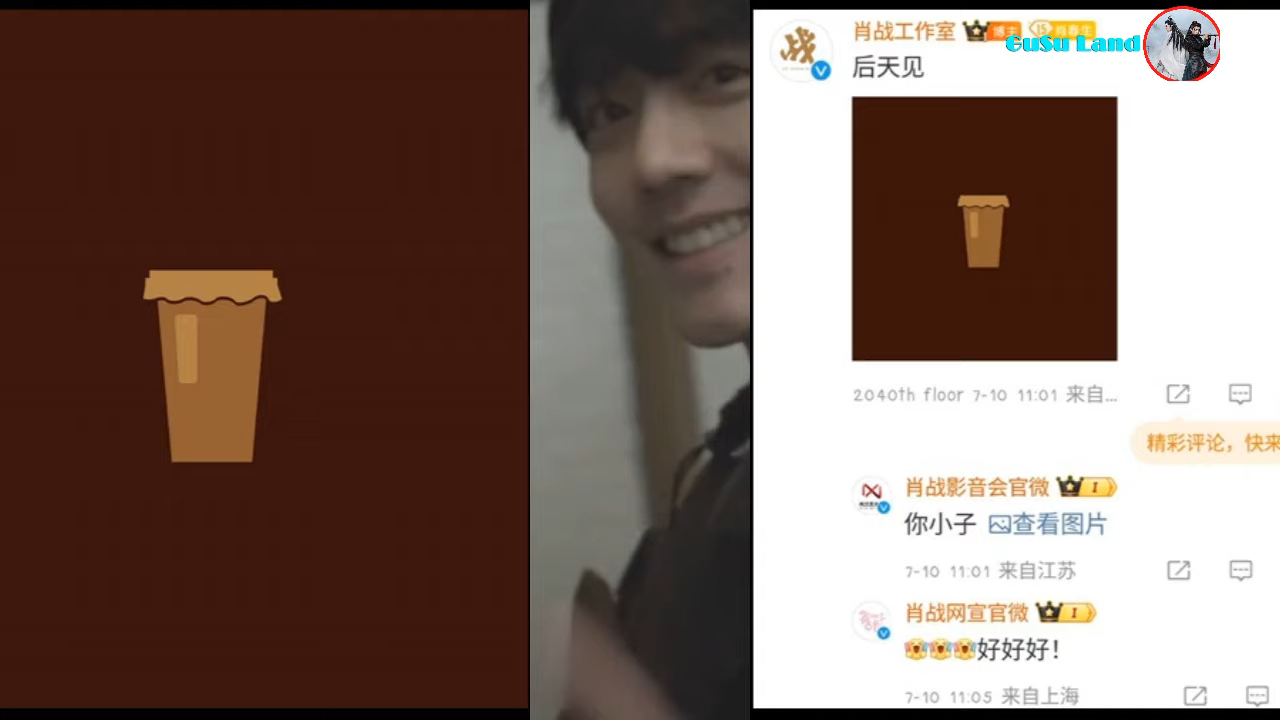 肖战工作室
后天见
GuSu Land
战
2040th floor 7-10 11:01 来自...
精彩评论，快来
肖战影音会官微 I
你小子 查看图片
7-10 11:01 来自江苏
肖战网宣官微 I
好好好！
7-10 11:05 来自上海